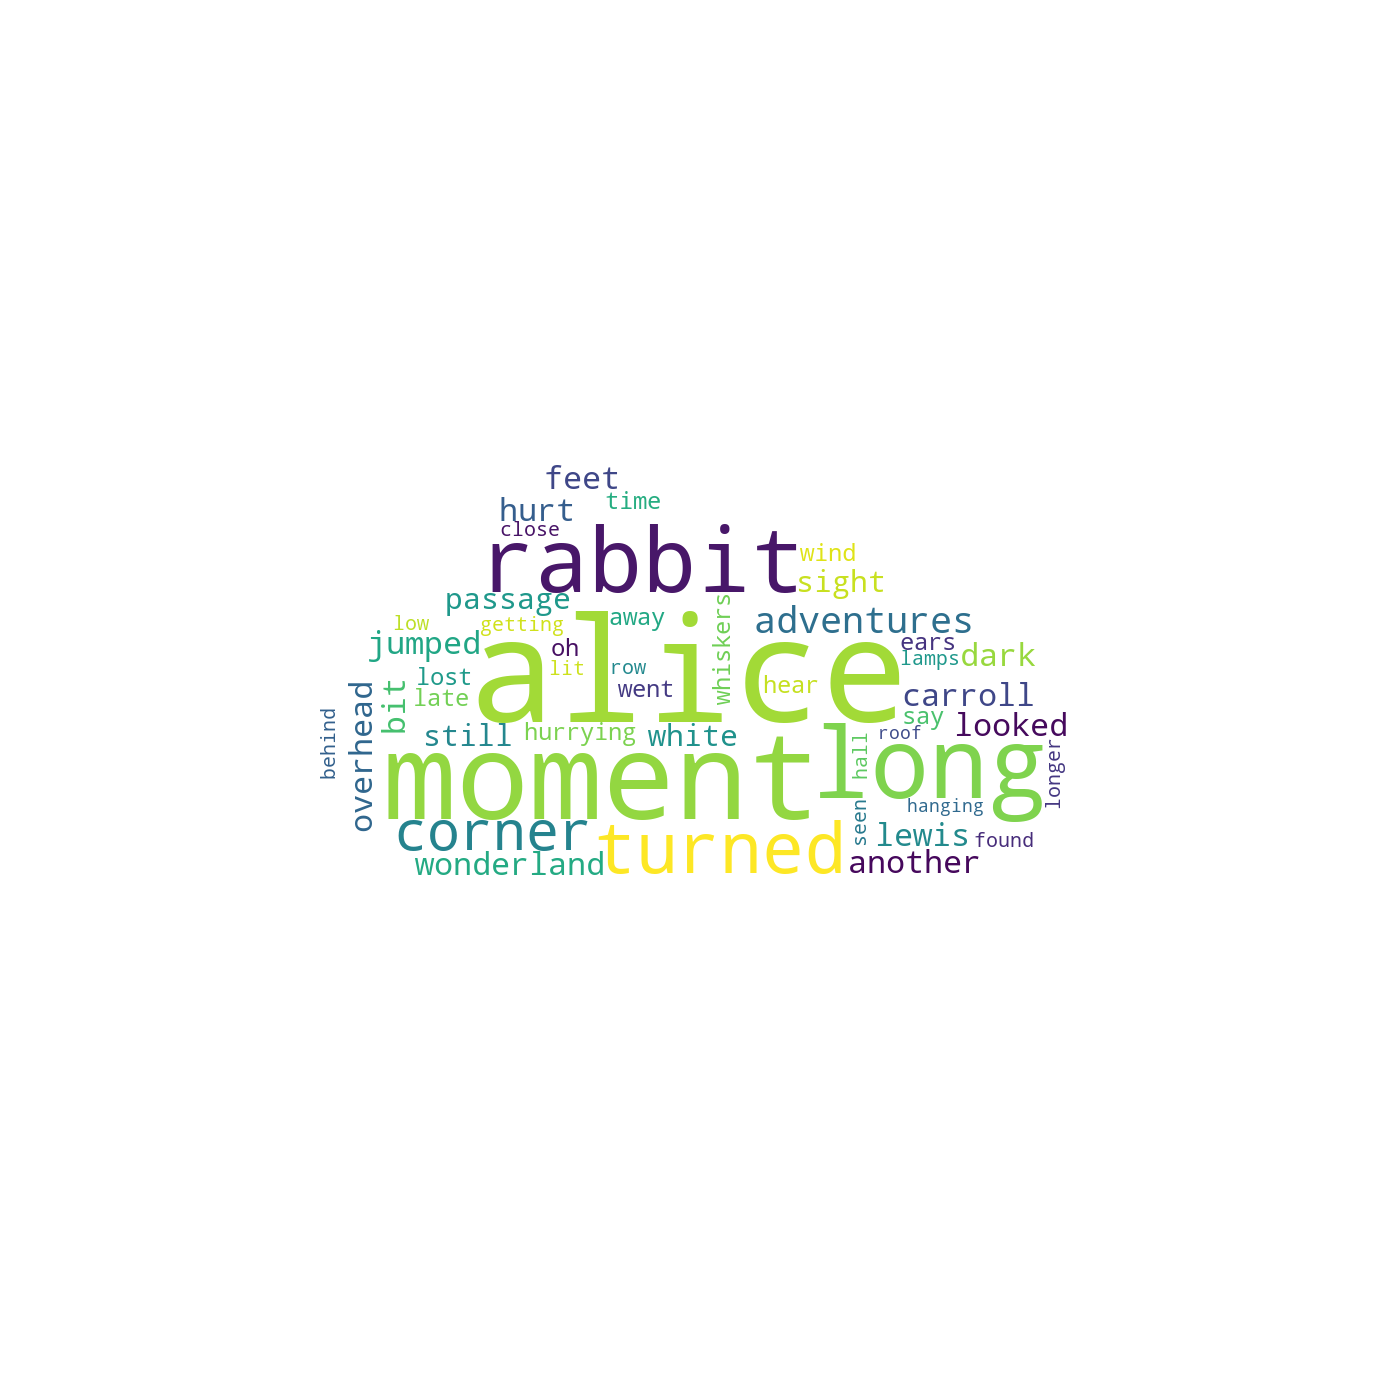 feet
time
hurt
close
rabbit
wind
sight
passage
away
whiskers
adventures
low
getting
alice
jumped
oh
ears
lamps
dark
lit
row
lost
went
hear
late
carroll
bit
overhead
say
looked
behind
still
hurrying
white
long
roof
hall
longer
moment
seen
hanging
corner
turned
lewis
found
wonderland
another